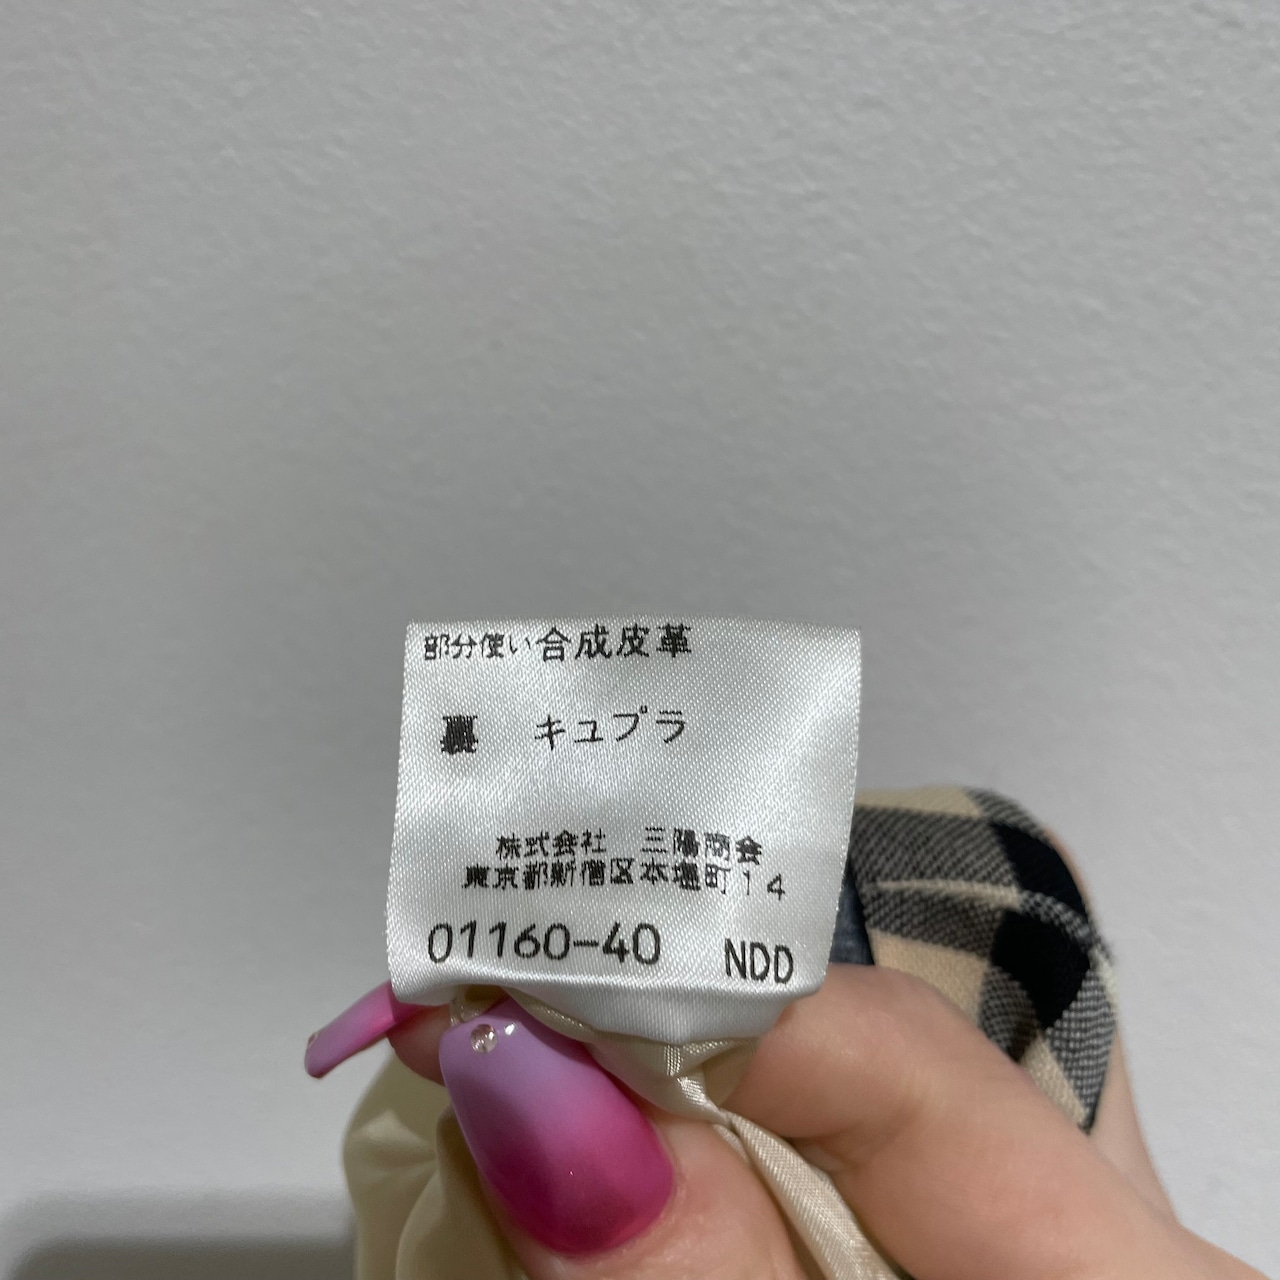 部分使い合成皮革
裏 キュプラ
株式会社 三陽商会
東京都新宿区本塩町14
01160-40 NDD